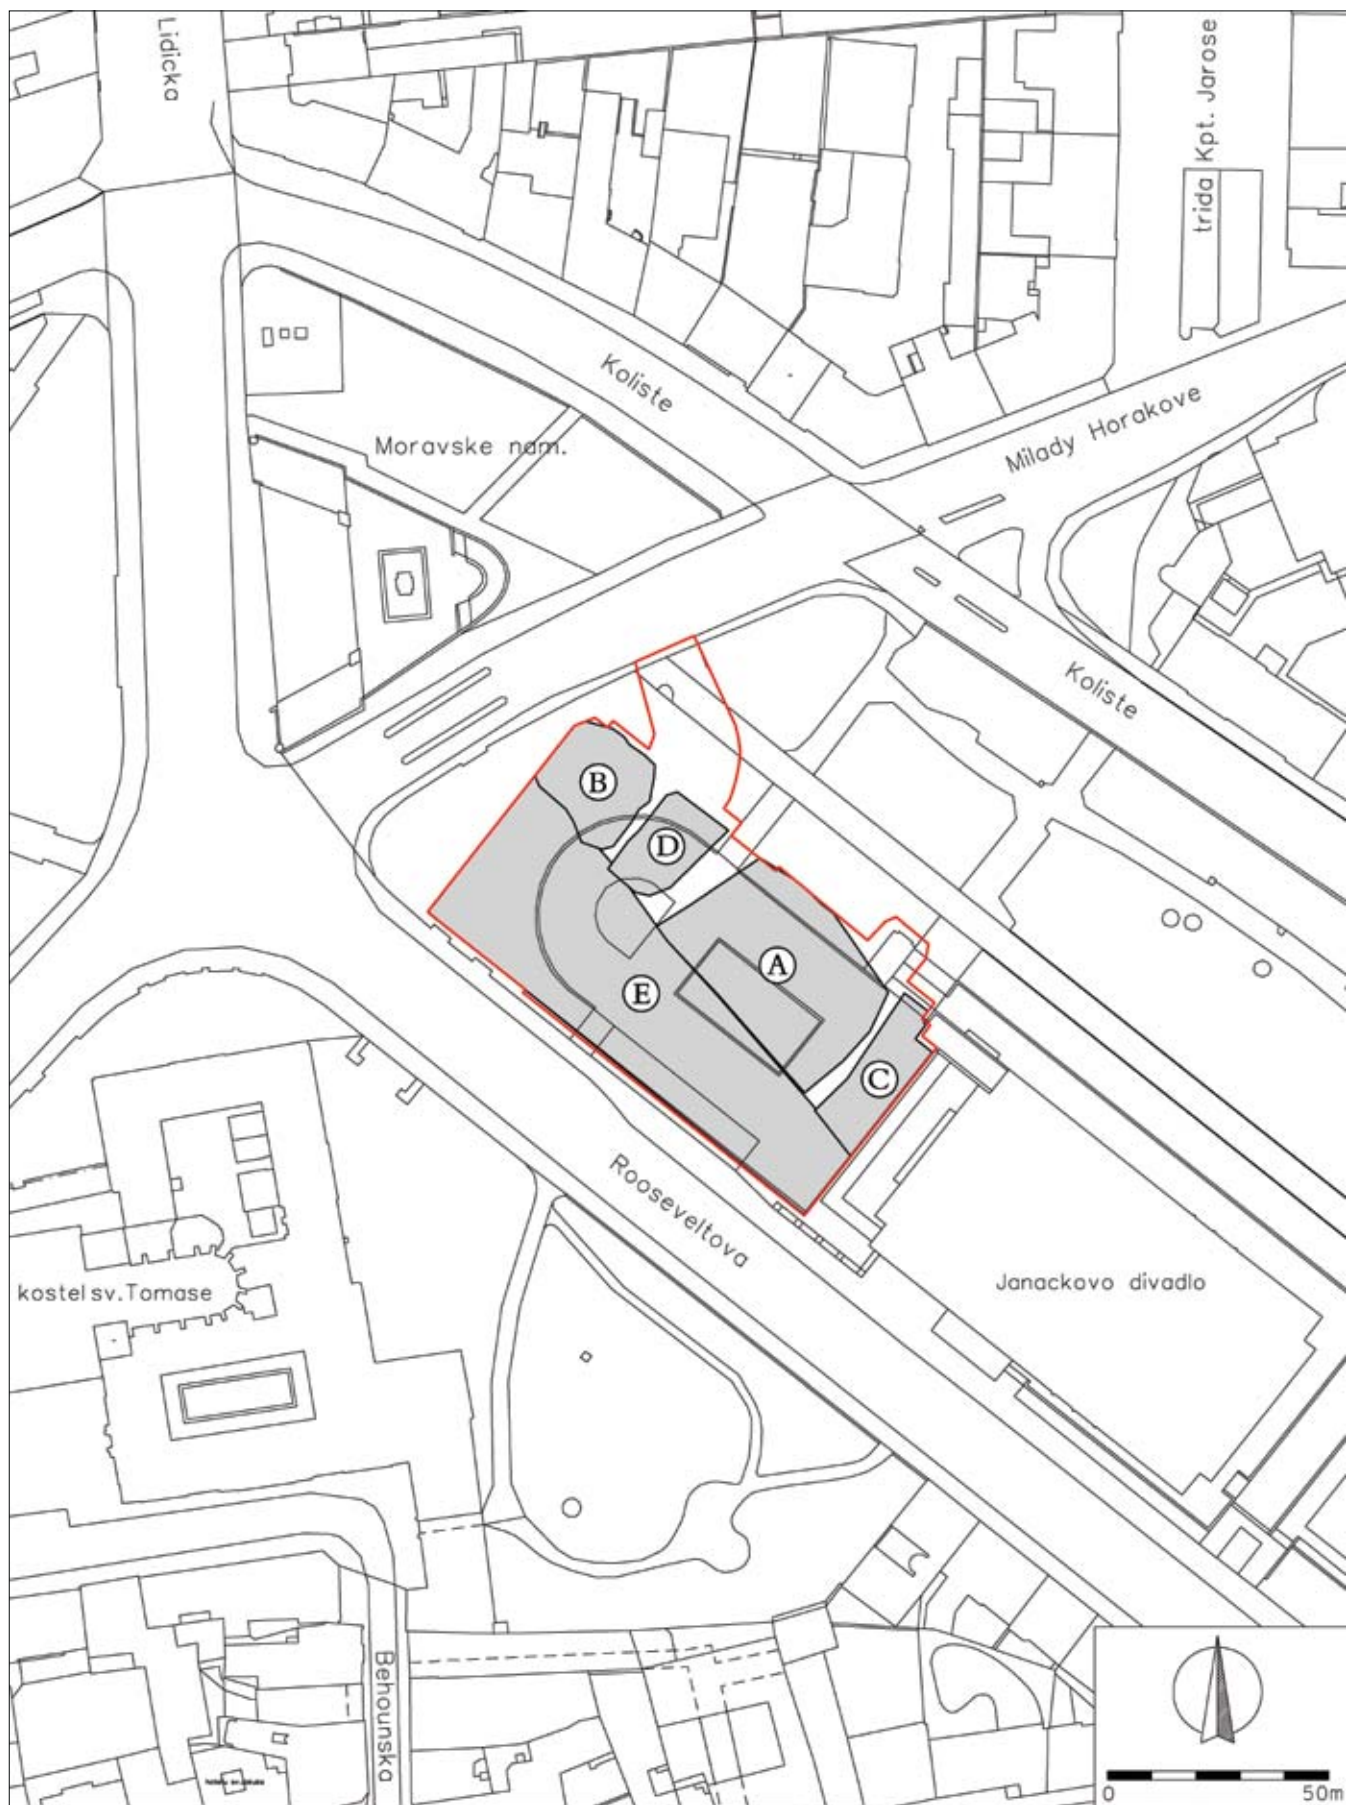 Lidicka
trida Kpt. Jarose
Koliste
Milady Horakove
Moravske nam.
Koliste
B
D
A
E
C
Rooseveltova
kostel sv. Tomase
Janackovo divadlo
Behounska
0 50m